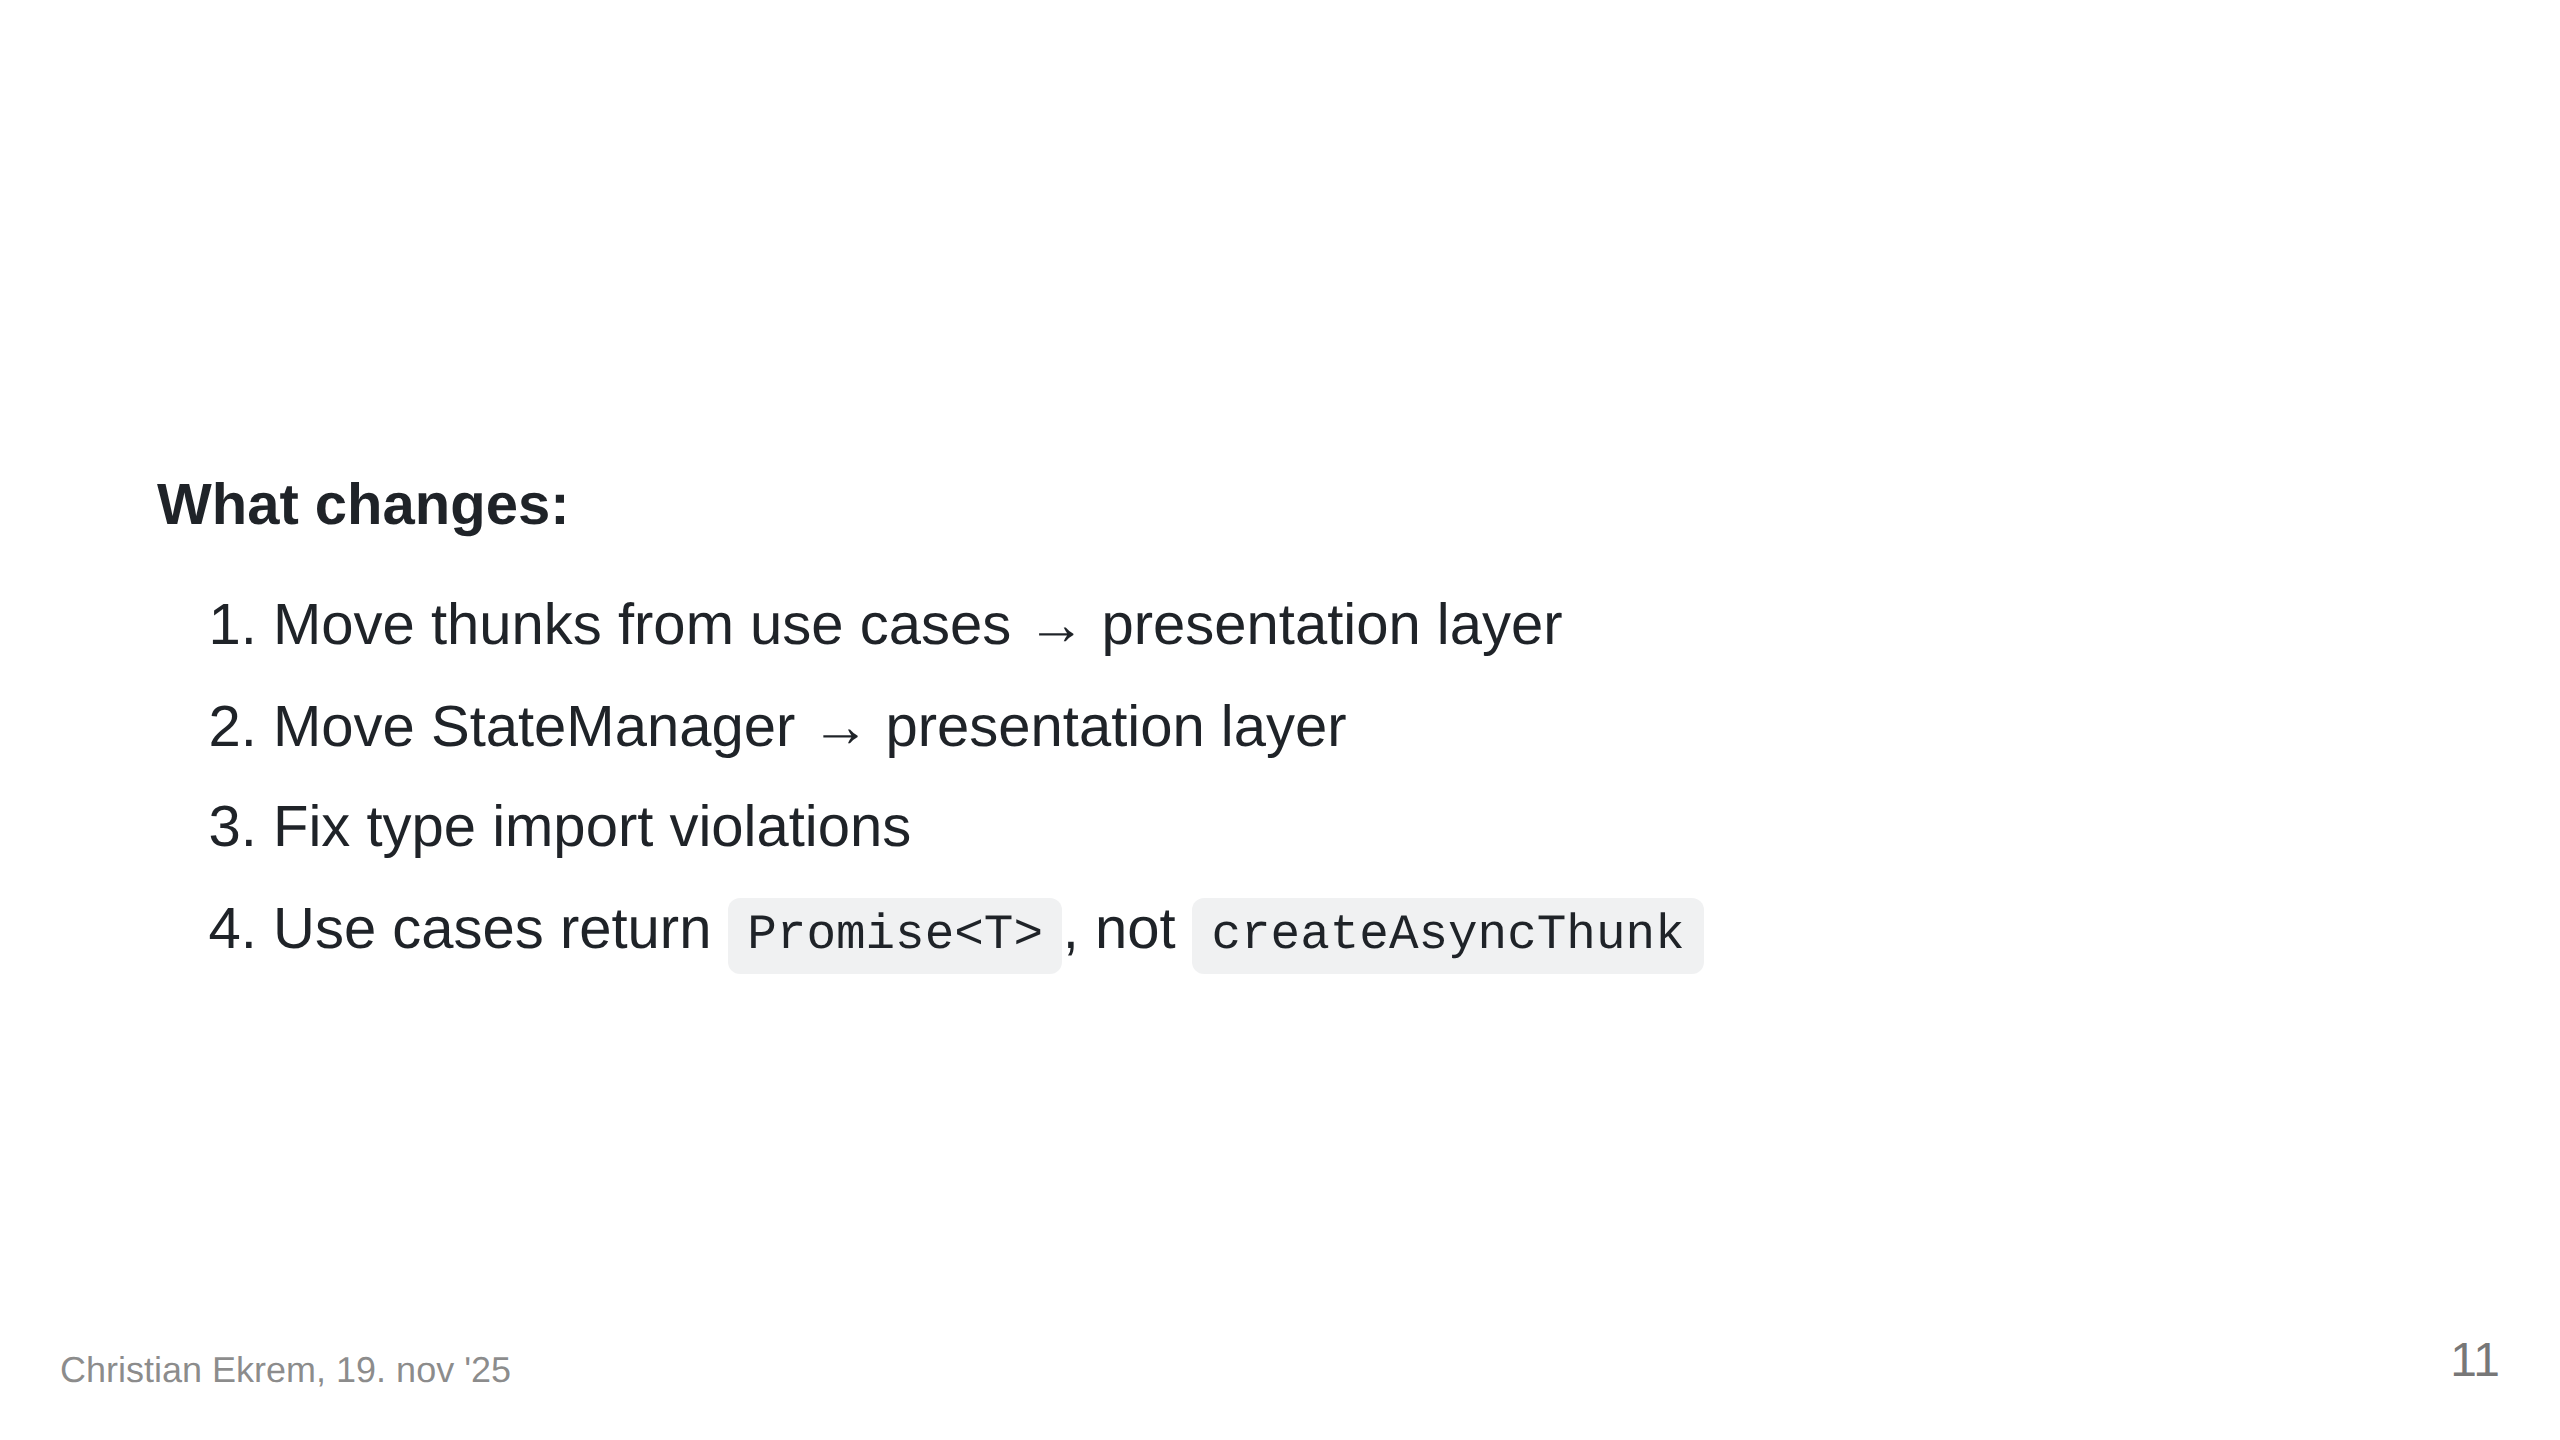 What changes:
1. Move thunks from use cases → presentation layer
2. Move StateManager → presentation layer
3. Fix type import violations
4. Use cases return Promise<T>, not createAsyncThunk
Christian Ekrem, 19. nov '25
11